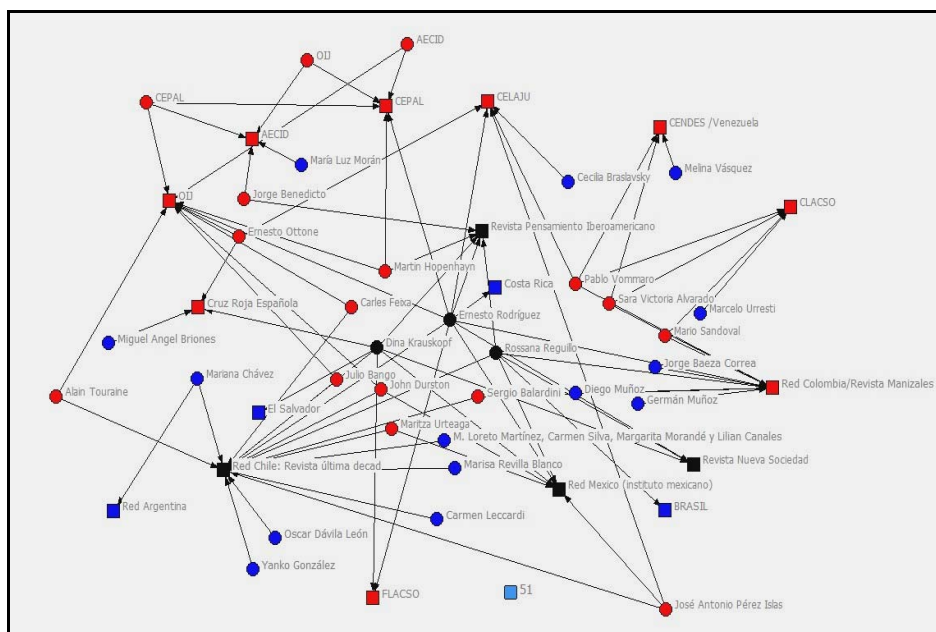 AECID
OIJ
CEPAL
CEPAL
CELAJU
CENDES /Venezuela
AECID
María Luz Morán
Melina Vásquez
Cecilia Braslavsky
Jorge Benedicto
OIJ
CLACSO
Revista Pensamiento Iberoamericano
Ernesto Ottone
Martin Hopenhayn
Pablo Vommaro
Costa Rica
Sara Victoria Alvarado
Cruz Roja Española
Carles Feixa
Marcelo Urresti
Ernesto Rodríguez
Mario Sandoval
Miguel Angel Briones
Dina Krauskopf
Rossana Reguillo
Jorge Baeza Correa
Mariana Chávez
Julio Bango
John Durston
Red Colombia/Revista Manizales
Alain Touraine
Sergio Balardini
Diego Muñoz
Germán Muñoz
El Salvador
Maritza Urteaga
M. Loreto Martínez, Carmen Silva, Margarita Morandé y Lilian Canales
Red Chile: Revista última decad
Marisa Revilla Blanco
Revista Nueva Sociedad
Red Mexico (instituto mexicano)
Red Argentina
BRASIL
Carmen Leccardi
Oscar Dávila León
Yanko González
FLACSO
51
José Antonio Pérez Islas